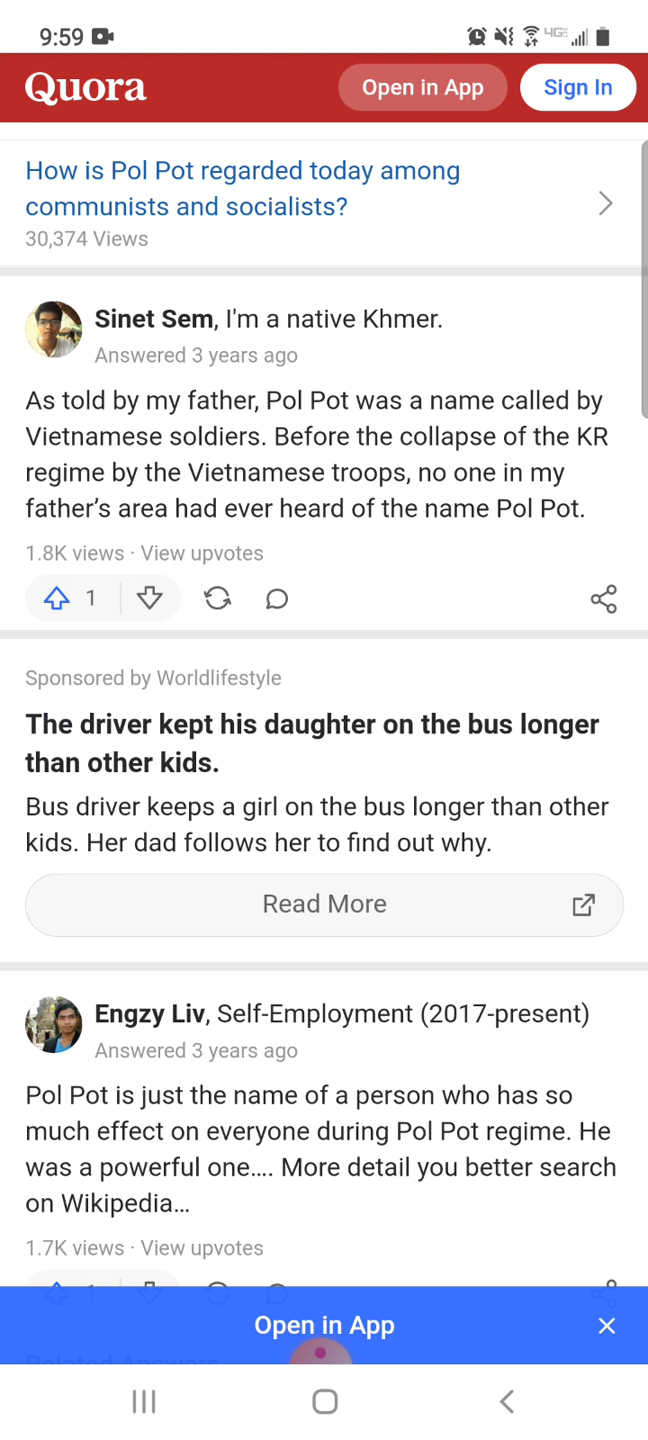 9:59
4GE
Quora
Open in App
Sign In
How is Pol Pot regarded today among
communists and socialists?
30,374 Views
Sinet Sem, I'm a native Khmer.
Answered 3 years ago
As told by my father, Pol Pot was a name called by
Vietnamese soldiers. Before the collapse of the KR
regime by the Vietnamese troops, no one in my
father’s area had ever heard of the name Pol Pot.
1.8K views · View upvotes
1
Sponsored by Worldlifestyle
The driver kept his daughter on the bus longer
than other kids.
Bus driver keeps a girl on the bus longer than other
kids. Her dad follows her to find out why.
Read More
Engzy Liv, Self-Employment (2017-present)
Answered 3 years ago
Pol Pot is just the name of a person who has so
much effect on everyone during Pol Pot regime. He
was a powerful one.... More detail you better search
on Wikipedia...
1.7K views · View upvotes
1
Open in App
Related Answers